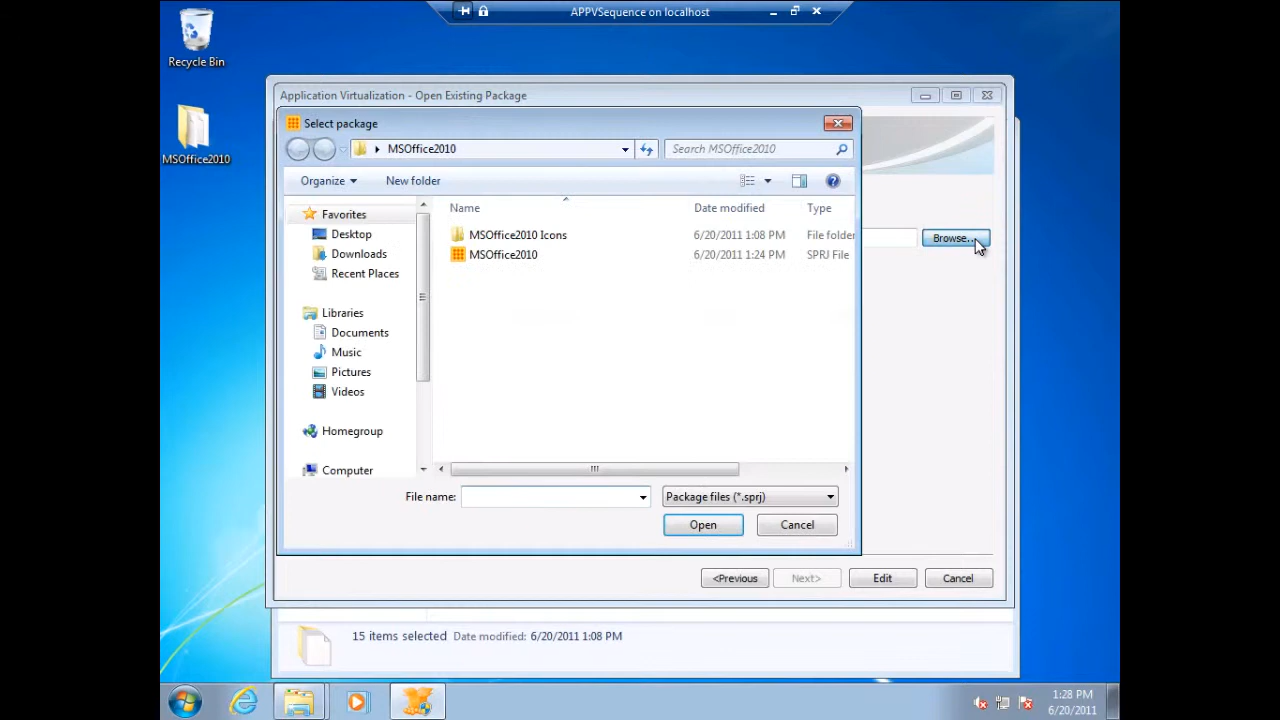 APPVSequence on localhost
Recycle Bin
MSOffice2010
Application Virtualization - Open Existing Package
Select package
MSOffice2010
Search MSOffice2010
Organize
New folder
Name
Date modified
Type
Favorites
Desktop
Downloads
Recent Places
Libraries
Documents
Music
Pictures
Videos
Homegroup
Computer
MSOffice2010 Icons
6/20/2011 1:08 PM
File folder
MSOffice2010
6/20/2011 1:24 PM
SPRJ File
Browse...
File name:
Package files (*.sprj)
Open
Cancel
<Previous
Next>
Edit
Cancel
15 items selected Date modified: 6/20/2011 1:08 PM
1:28 PM
6/20/2011